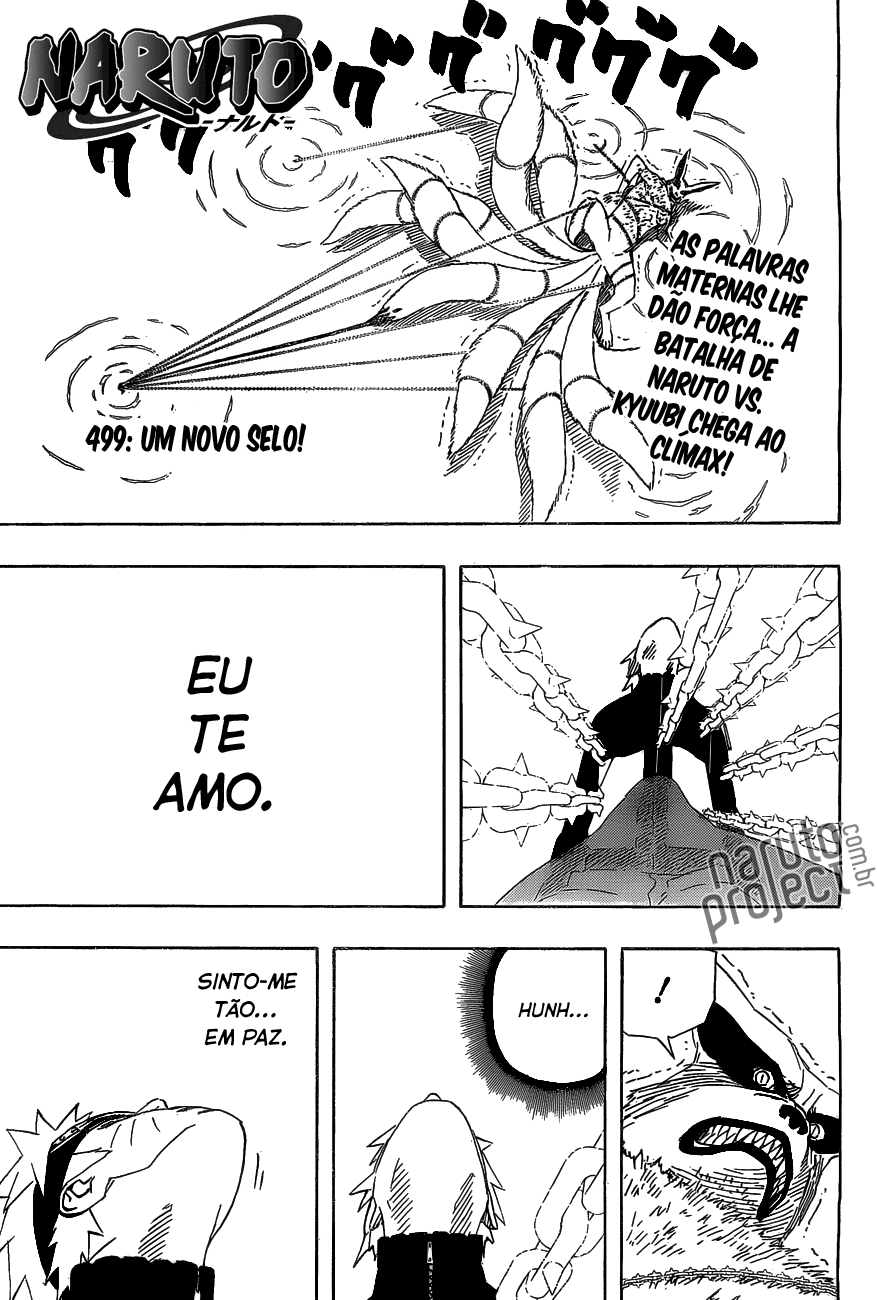 NARUTO
-ナルト-
グググググググ
AS PALAVRAS
MATERNAS LHE
DÃO FORÇA... A
BATALHA DE
NARUTO VS.
KYUUBI CHEGA AO
CLÍMAX!
499: UM NOVO SELO!
EU
TE
AMO.
naruto
project
.com.br
!
HUNH...
SINTO-ME
TÃO...
EM PAZ.